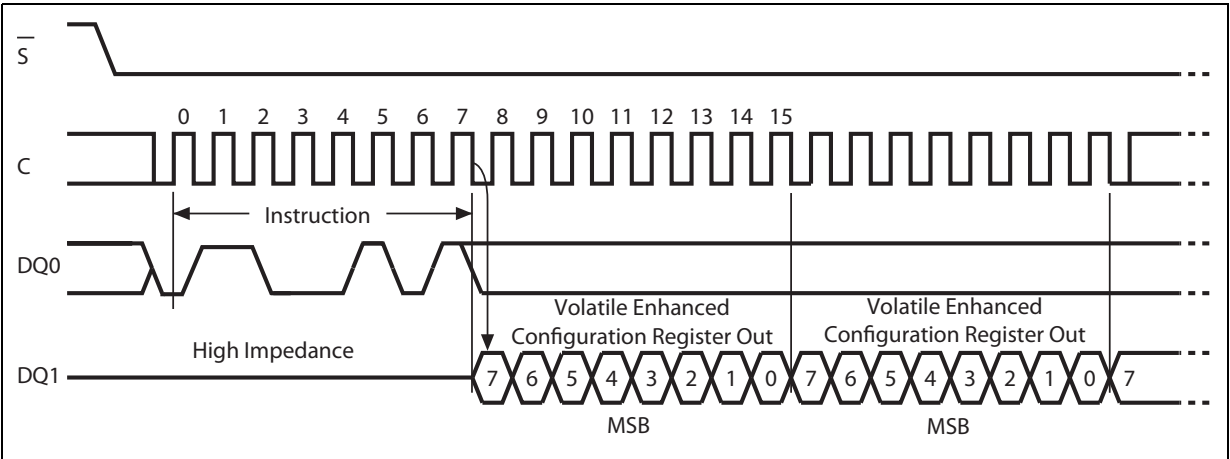 S
0 1 2 3 4 5 6 7 8 9 10 11 12 13 14 15
C
Instruction
DQ0
Volatile Enhanced
Configuration Register Out
Volatile Enhanced
Configuration Register Out
High Impedance
DQ1
7 6 5 4 3 2 1 0 7 6 5 4 3 2 1 0 7
MSB
MSB